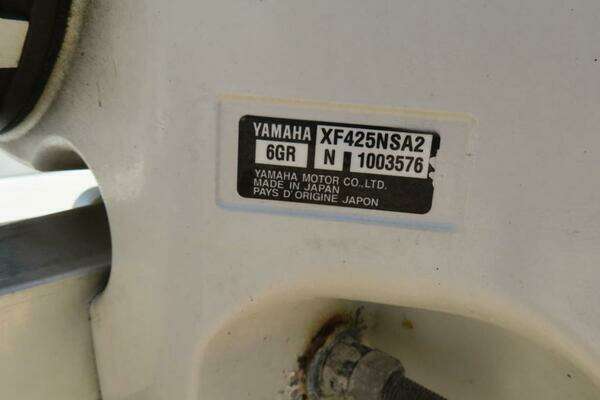 YAMAHA XF425NSA2
6GR N 1003576
YAMAHA MOTOR CO.,LTD.
MADE IN JAPAN
PAYS D'ORIGINE JAPON